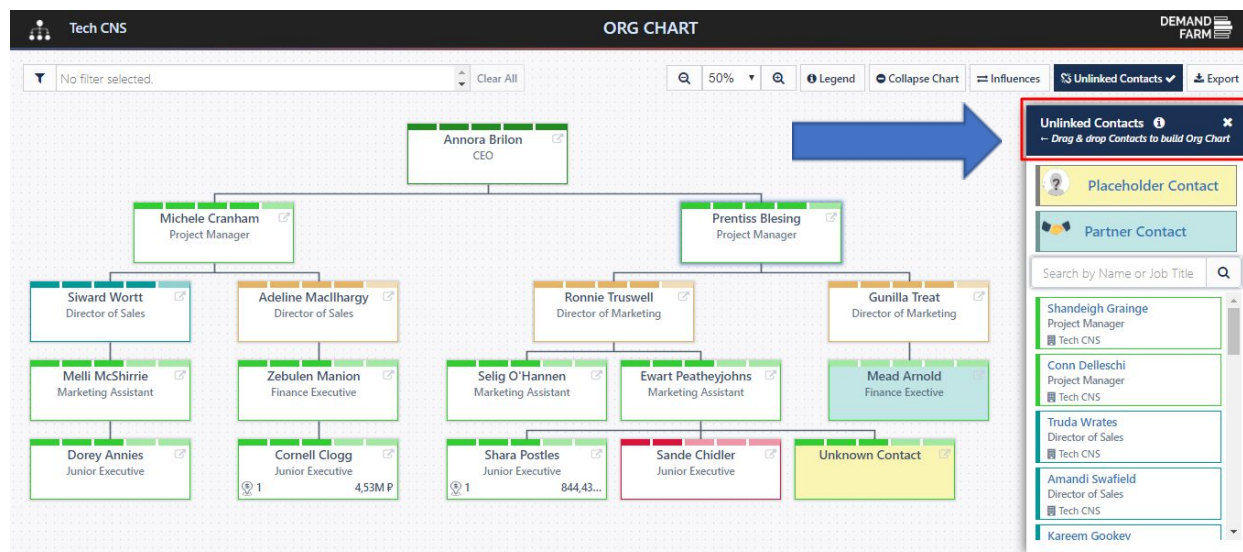 Tech CNS
ORG CHART
DEMAND
FARM
No filter selected.
Clear All
50%
Legend
Collapse Chart
Influences
Unlinked Contacts
Export
Unlinked Contacts
← Drag & drop Contacts to build Org Chart
Placeholder Contact
Partner Contact
Search by Name or Job Title
Shandeigh Grainge
Project Manager
Tech CNS
Conn Delleschi
Project Manager
Tech CNS
Truda Wrates
Director of Sales
Tech CNS
Amandi Swafield
Director of Sales
Tech CNS
Kareem Gookey
Annora Brilon
CEO
Michele Cranham
Project Manager
Prentiss Blesing
Project Manager
Siward Wortt
Director of Sales
Adeline MacIlhargy
Director of Sales
Ronnie Truswell
Director of Marketing
Gunilla Treat
Director of Marketing
Melli McShirrie
Marketing Assistant
Zebulen Manion
Finance Executive
Selig O'Hannen
Marketing Assistant
Ewart Peatheyjohns
Marketing Assistant
Mead Arnold
Finance Exective
Dorey Annies
Junior Executive
Cornell Clogg
Junior Executive
1 4,53M ₽
Shara Postles
Junior Executive
1 844,43...
Sande Chidler
Junior Executive
Unknown Contact